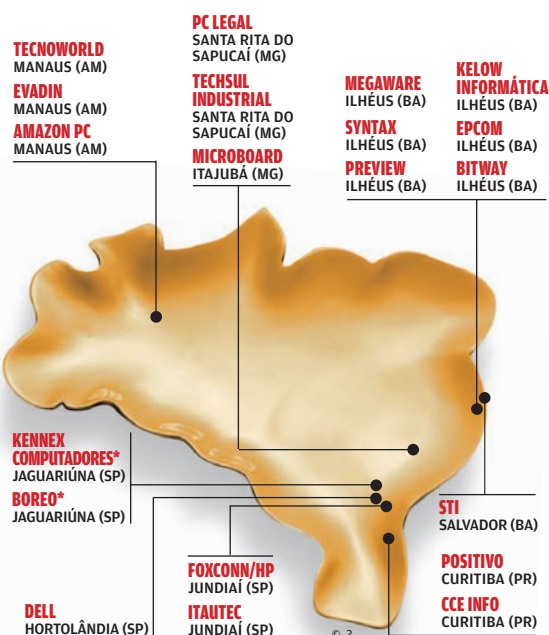 TECNOWORLD
MANAUS (AM)
EVADIN
MANAUS (AM)
AMAZON PC
MANAUS (AM)
PC LEGAL
SANTA RITA DO
SAPUCAÍ (MG)
TECHSUL
INDUSTRIAL
SANTA RITA DO
SAPUCAÍ (MG)
MICROBOARD
ITAJUBÁ (MG)
MEGAWARE
ILHÉUS (BA)
SYNTAX
ILHÉUS (BA)
PREVIEW
ILHÉUS (BA)
KELOW
INFORMÁTICA
ILHÉUS (BA)
EPCOM
ILHÉUS (BA)
BITWAY
ILHÉUS (BA)
KENNEX
COMPUTADORES*
JAGUARIÚNA (SP)
BOREO*
JAGUARIÚNA (SP)
DELL
HORTOLÂNDIA (SP)
FOXCONN/HP
JUNDIAÍ (SP)
ITAUTEC
JUNDIAÍ (SP)
STI
SALVADOR (BA)
POSITIVO
CURITIBA (PR)
CCE INFO
CURITIBA (PR)